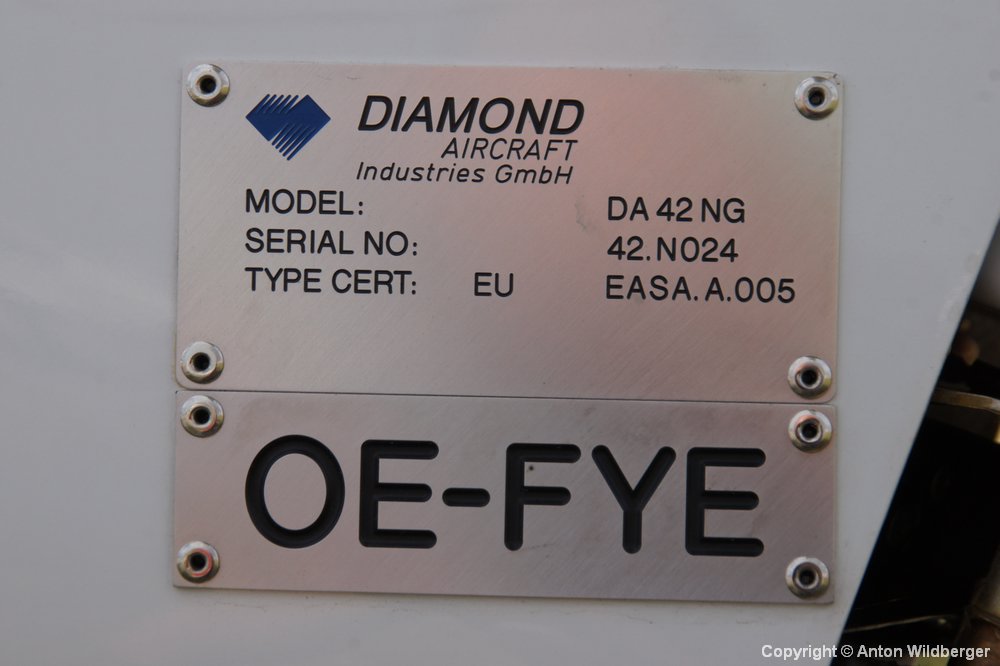 DIAMOND
AIRCRAFT
Industries GmbH
MODEL: DA 42 NG
SERIAL NO: 42.N024
TYPE CERT: EU EASA.A.005
OE-FYE
Copyright © Anton Wildberger